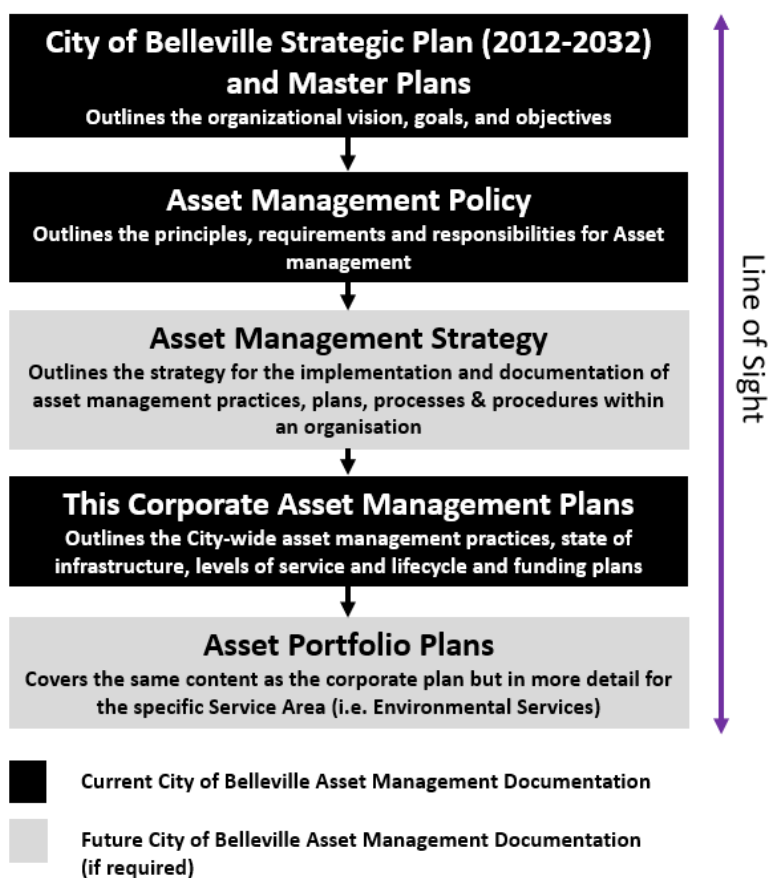 City of Belleville Strategic Plan (2012-2032)
and Master Plans
Outlines the organizational vision, goals, and objectives
Asset Management Policy
Outlines the principles, requirements and responsibilities for Asset
management
Asset Management Strategy
Outlines the strategy for the implementation and documentation of
asset management practices, plans, processes & procedures within
an organisation
This Corporate Asset Management Plans
Outlines the City-wide asset management practices, state of
infrastructure, levels of service and lifecycle and funding plans
Asset Portfolio Plans
Covers the same content as the corporate plan but in more detail for
the specific Service Area (i.e. Environmental Services)
Line of Sight
Current City of Belleville Asset Management Documentation
Future City of Belleville Asset Management Documentation
(if required)